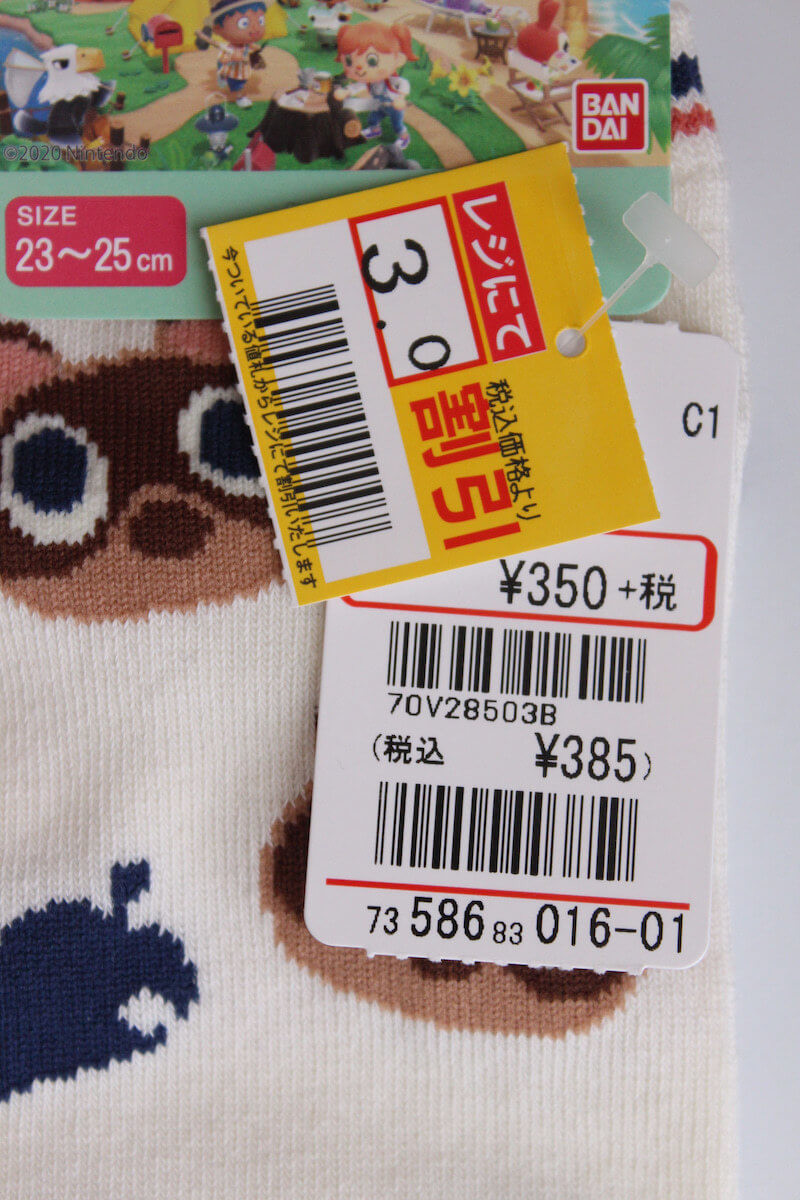 BAN
DAI
©2020 Nintendo
SIZE
23～25cm
レジにて
3.0
税込価格より
割引
今ついている値札からレジにて割引いたします
C1
¥350+税
70V28503B
(税込 ¥385)
73 586 83 016-01